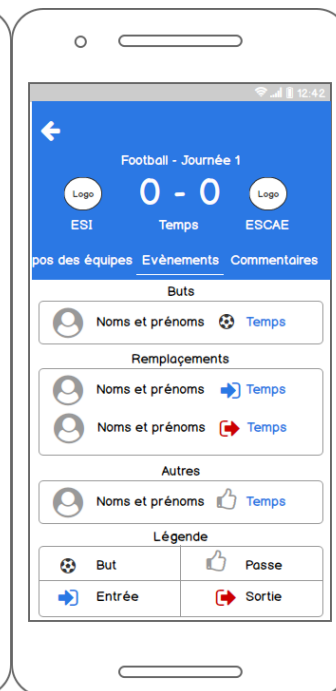 12:42
Football - Journée 1
Logo 0 - 0 Logo
ESI Temps ESCAE
pos des équipes Evènements Commentaires
Buts
Noms et prénoms Temps
Remplaçements
Noms et prénoms Temps
Noms et prénoms Temps
Autres
Noms et prénoms Temps
Légende
But Passe
Entrée Sortie